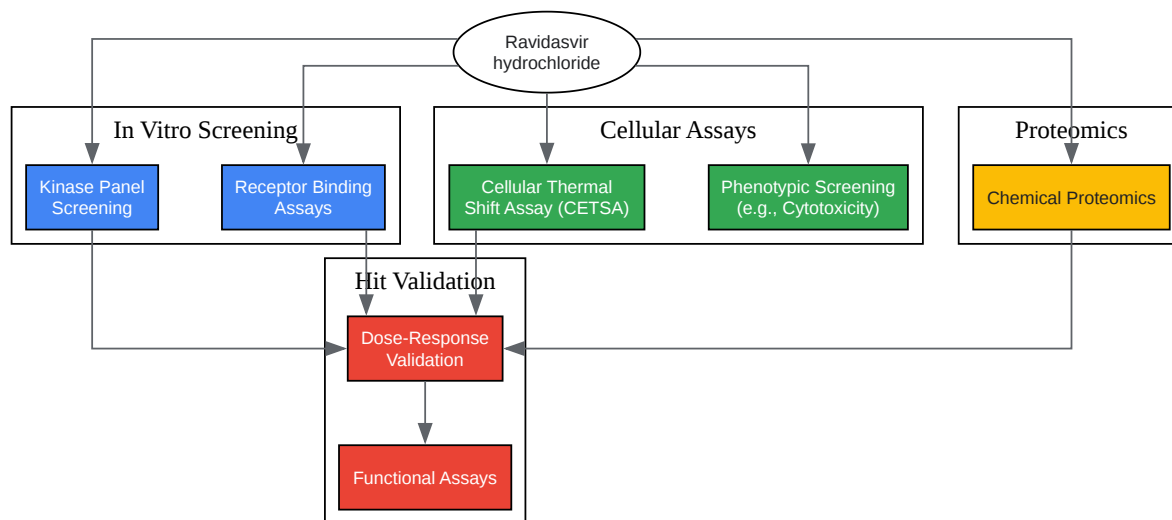 Ravidasvir
hydrochloride
In Vitro Screening
Cellular Assays
Proteomics
Kinase Panel
Screening
Receptor Binding
Assays
Cellular Thermal
Shift Assay (CETSA)
Phenotypic Screening
(e.g., Cytotoxicity)
Chemical Proteomics
Hit Validation
Dose-Response
Validation
Functional Assays